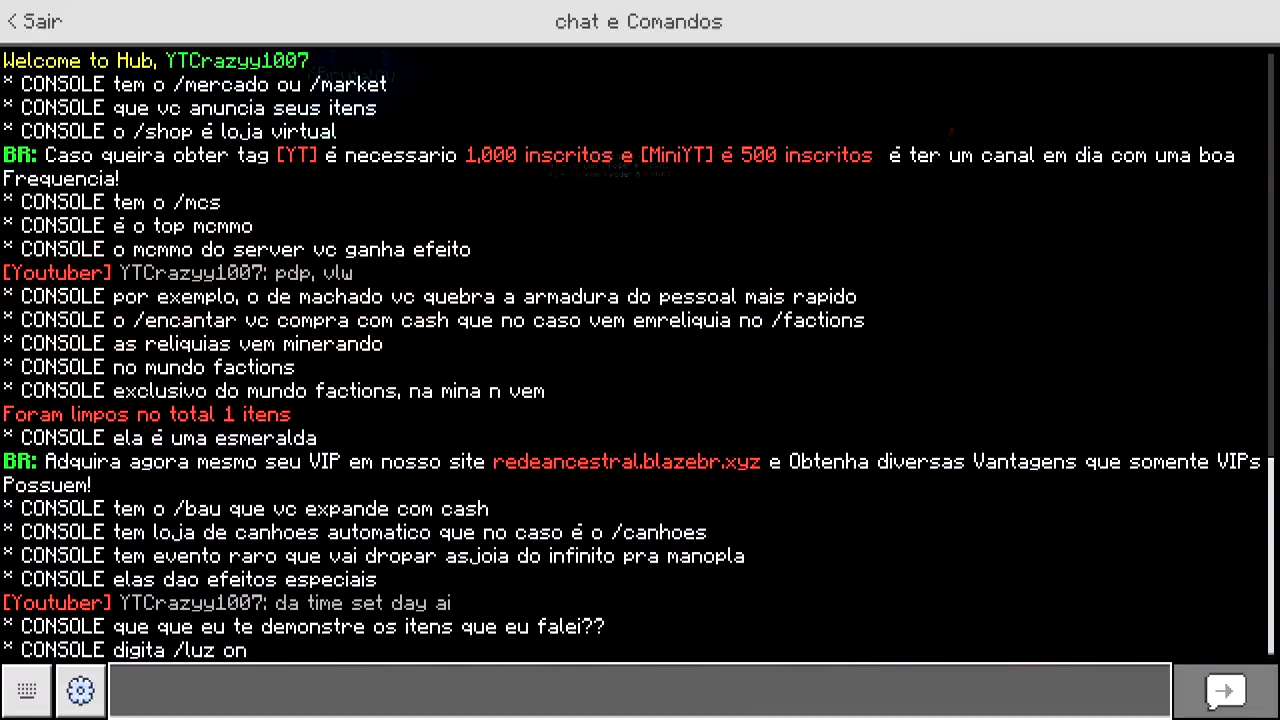 < Sair
chat e Comandos
Welcome to Hub, YTCrazyy1007
* CONSOLE tem o /mercado ou /market
* CONSOLE que vc anuncia seus itens
* CONSOLE o /shop é loja virtual
BR: Caso queira obter tag [YT] é necessario 1,000 inscritos e [MiniYT] é 500 inscritos é ter um canal em dia com uma boa
Frequencia!
* CONSOLE tem o /mcs
* CONSOLE é o top mcmmo
* CONSOLE o mcmmo do server vc ganha efeito
[Youtuber] YTCrazyy1007: pdp, vlw
* CONSOLE por exemplo, o de machado vc quebra a armadura do pessoal mais rapido
* CONSOLE o /encantar vc compra com cash que no caso vem emreliquia no /factions
* CONSOLE as reliquias vem minerando
* CONSOLE no mundo factions
* CONSOLE exclusivo do mundo factions, na mina n vem
Foram limpos no total 1 itens
* CONSOLE ela é uma esmeralda
BR: Adquira agora mesmo seu VIP em nosso site redeancestral.blazebr.xyz e Obtenha diversas Vantagens que somente VIPs
Possuem!
* CONSOLE tem o /bau que vc expande com cash
* CONSOLE tem loja de canhoes automatico que no caso é o /canhoes
* CONSOLE tem evento raro que vai dropar asjoia do infinito pra manopla
* CONSOLE elas dao efeitos especiais
[Youtuber] YTCrazyy1007: da time set day ai
* CONSOLE que que eu te demonstre os itens que eu falei??
* CONSOLE digita /luz on